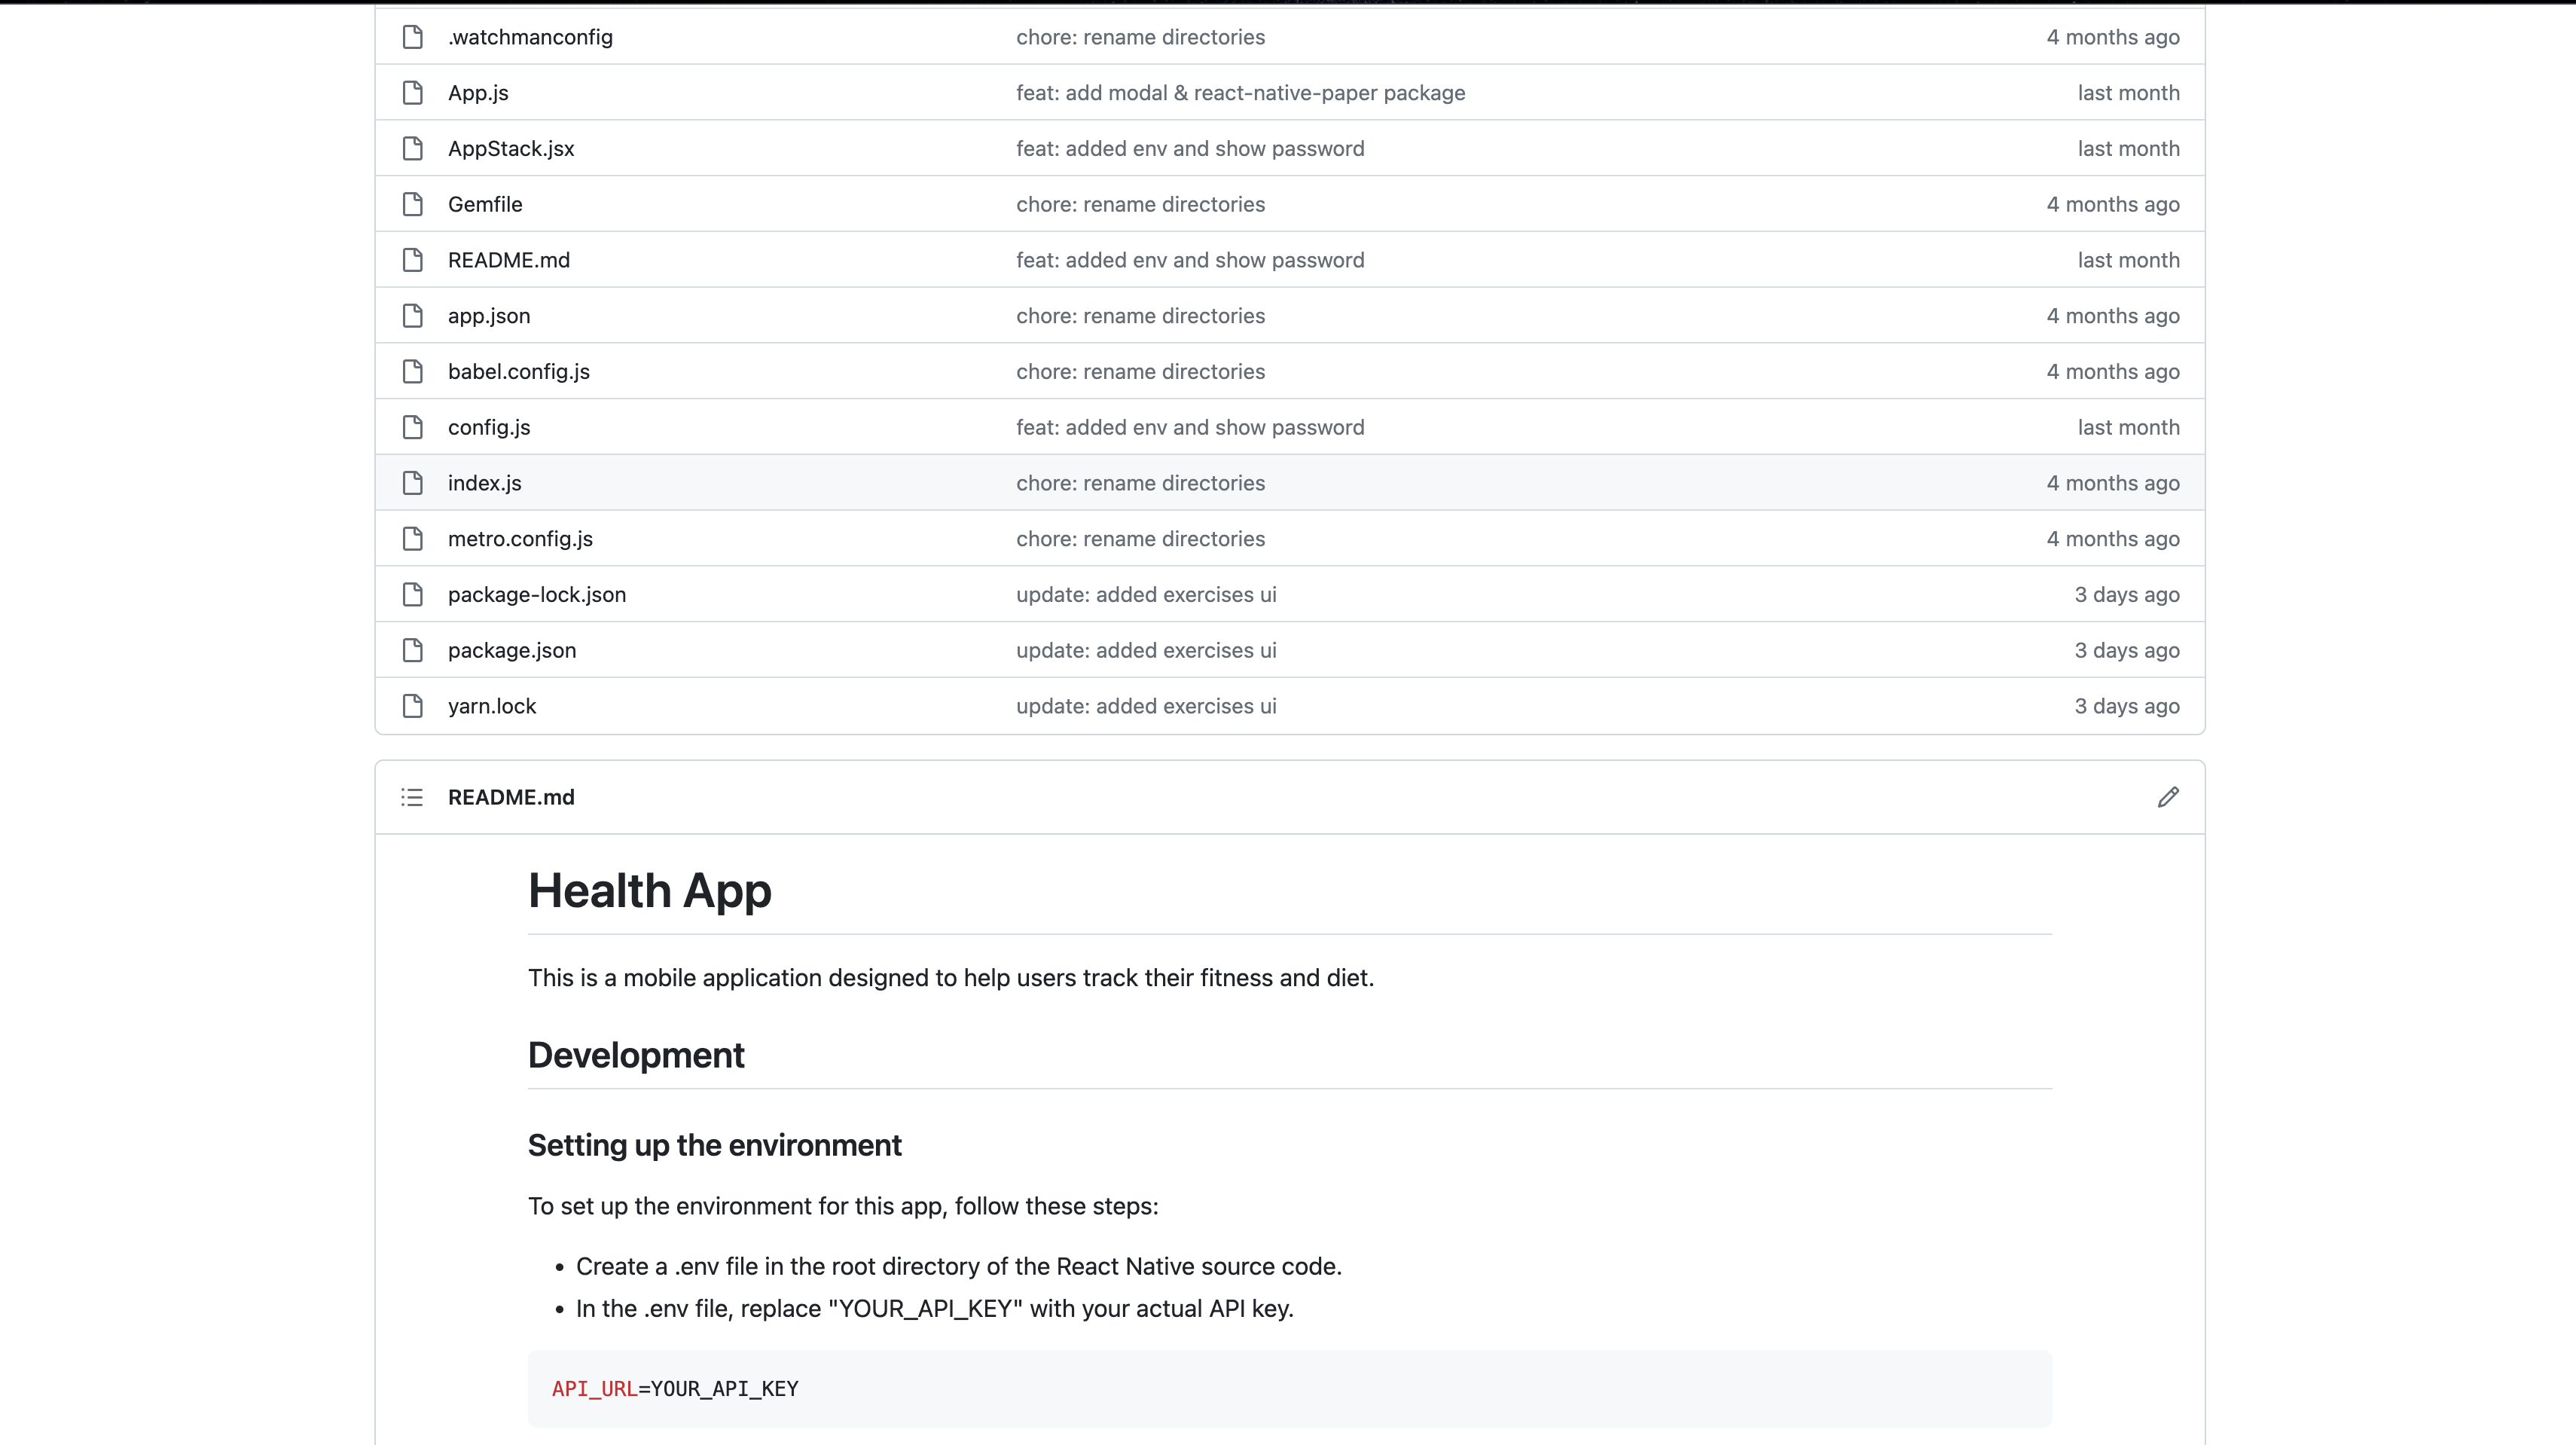 .watchmanconfig chore: rename directories 4 months ago
App.js feat: add modal & react-native-paper package last month
AppStack.jsx feat: added env and show password last month
Gemfile chore: rename directories 4 months ago
README.md feat: added env and show password last month
app.json chore: rename directories 4 months ago
babel.config.js chore: rename directories 4 months ago
config.js feat: added env and show password last month
index.js chore: rename directories 4 months ago
metro.config.js chore: rename directories 4 months ago
package-lock.json update: added exercises ui 3 days ago
package.json update: added exercises ui 3 days ago
yarn.lock update: added exercises ui 3 days ago
README.md
Health App
This is a mobile application designed to help users track their fitness and diet.
Development
Setting up the environment
To set up the environment for this app, follow these steps:
• Create a .env file in the root directory of the React Native source code.
• In the .env file, replace "YOUR_API_KEY" with your actual API key.
API_URL=YOUR_API_KEY